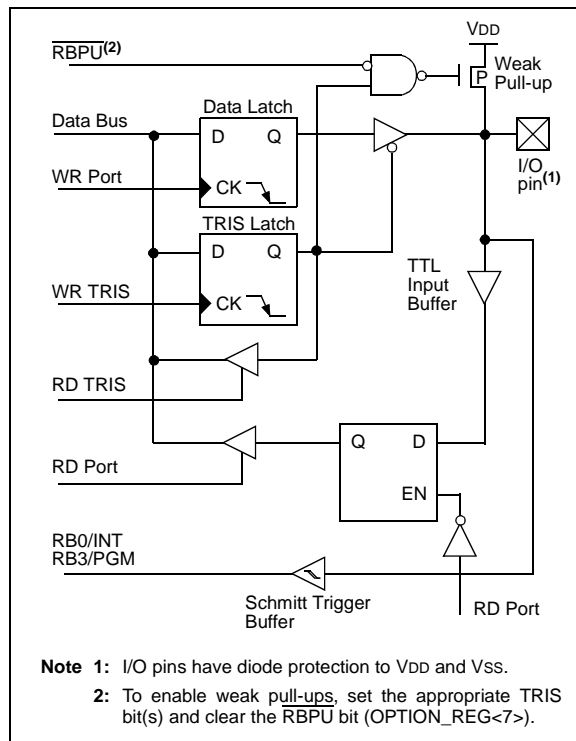 VDD
RBPU(2)
Weak
Pull-up
P
Data Latch
Data Bus
D Q
I/O
pin(1)
WR Port
CK
TRIS Latch
D Q
TTL
Input
Buffer
WR TRIS
CK
RD TRIS
Q D
RD Port
EN
RB0/INT
RB3/PGM
Schmitt Trigger
Buffer
RD Port
Note 1: I/O pins have diode protection to VDD and VSS.
2: To enable weak pull-ups, set the appropriate TRIS
bit(s) and clear the RBPU bit (OPTION_REG<7>).